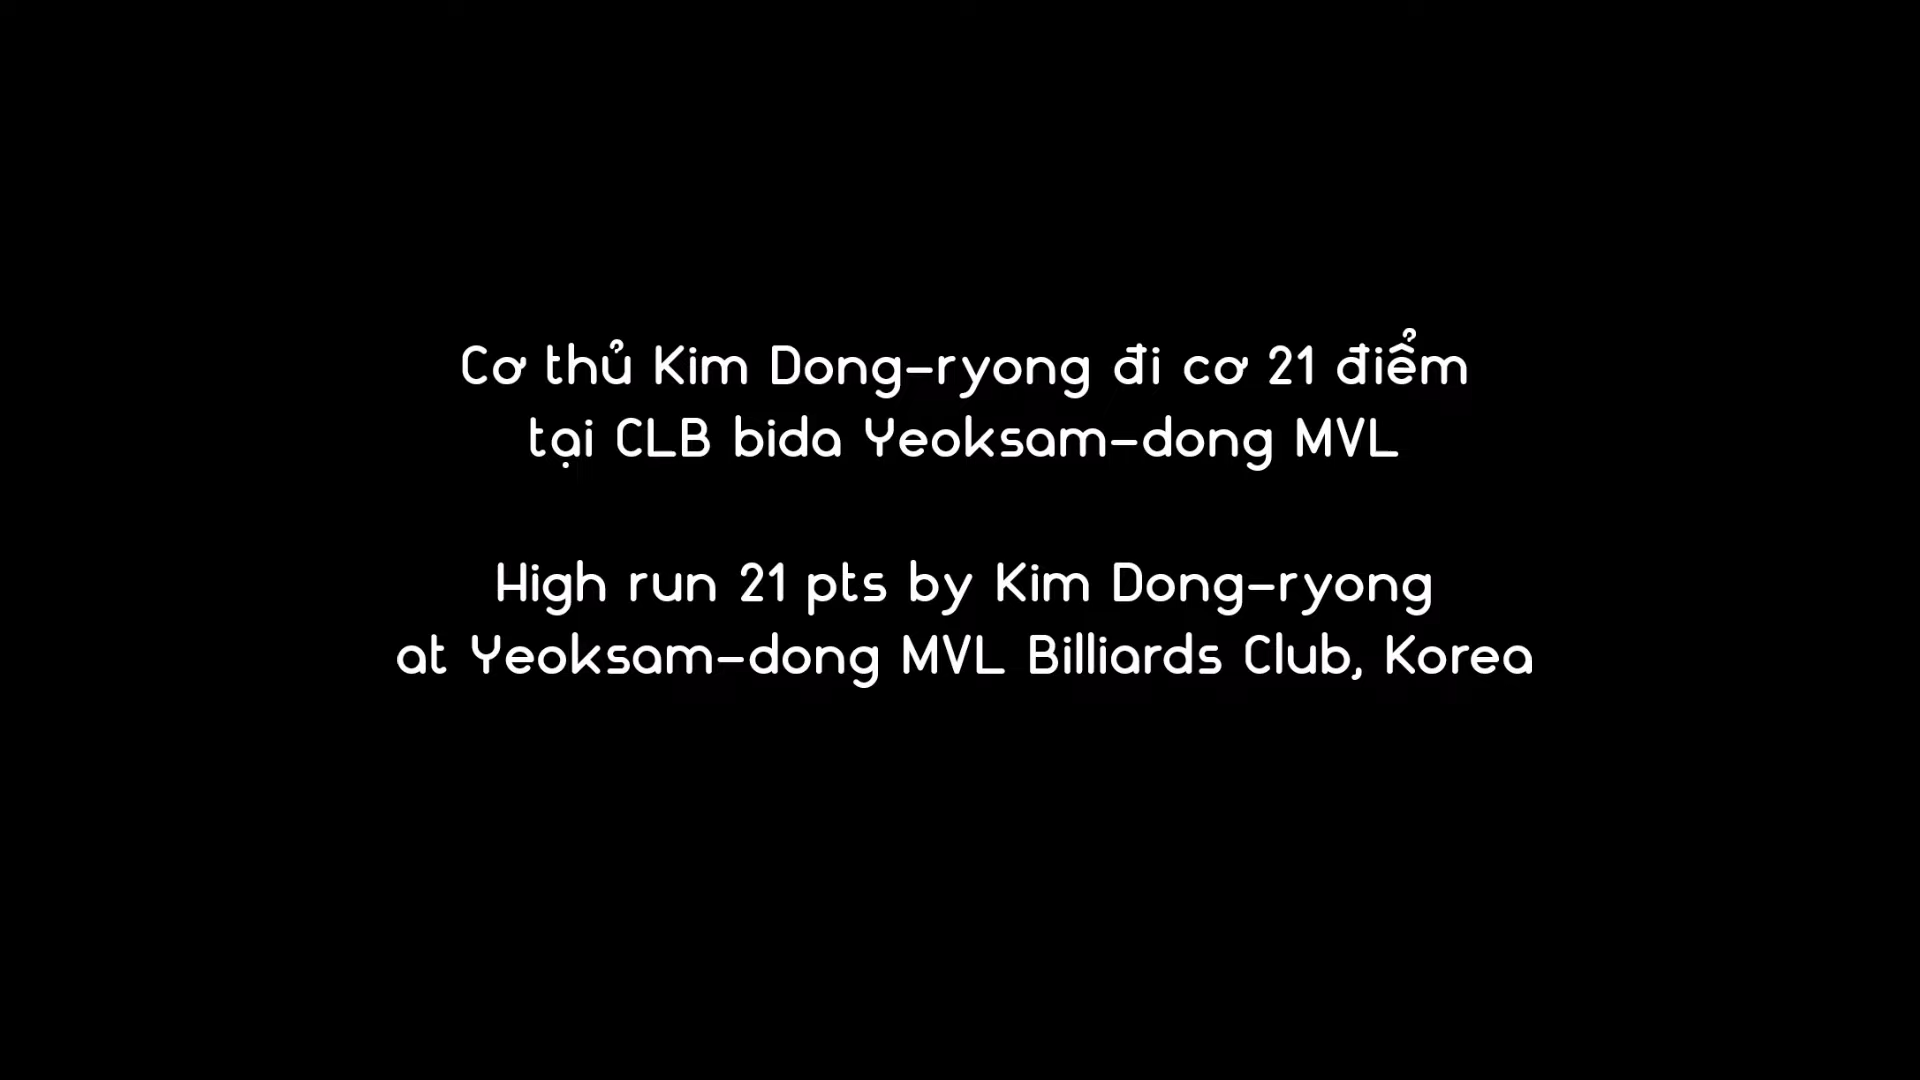 Cơ thủ Kim Dong-ryong đi cơ 21 điểm
tại CLB bida Yeoksam-dong MVL
High run 21 pts by Kim Dong-ryong
at Yeoksam-dong MVL Billiards Club, Korea